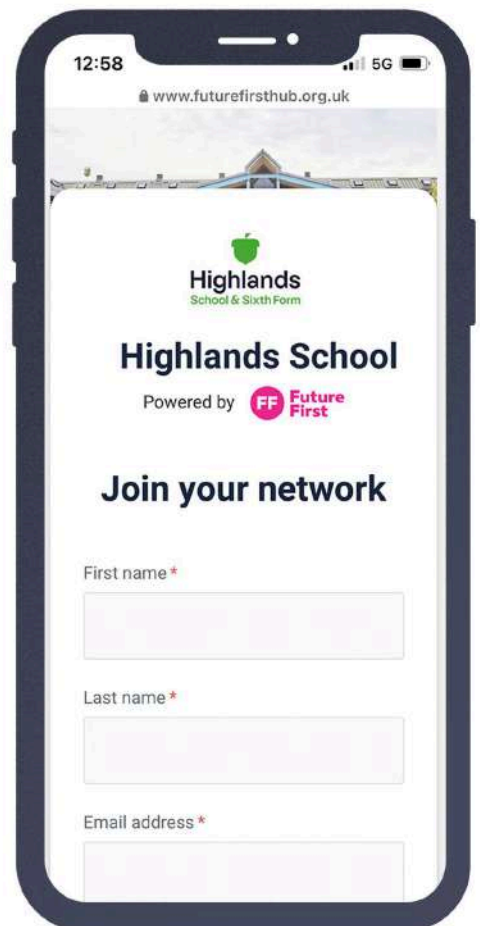 12:58
5G
www.futurefirsthub.org.uk
Highlands
School & Sixth Form
Highlands School
Powered by FF Future
First
Join your network
First name *
Last name *
Email address *